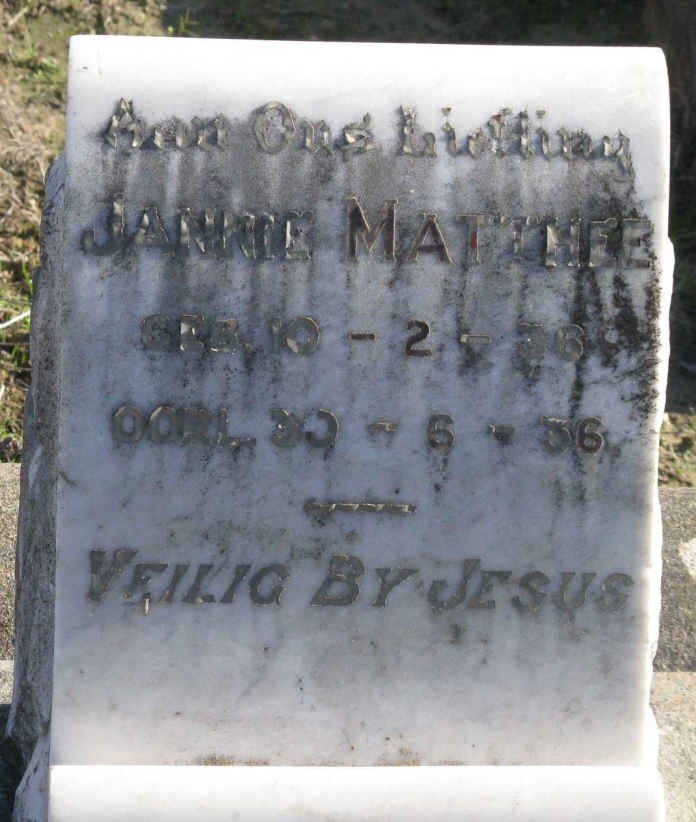 Aan Ons Liefling
JANNIE MATTHEE
GEB. 10 - 2 - 36.
OORL. 30 - 6 - 36.
VEILIG BY JESUS